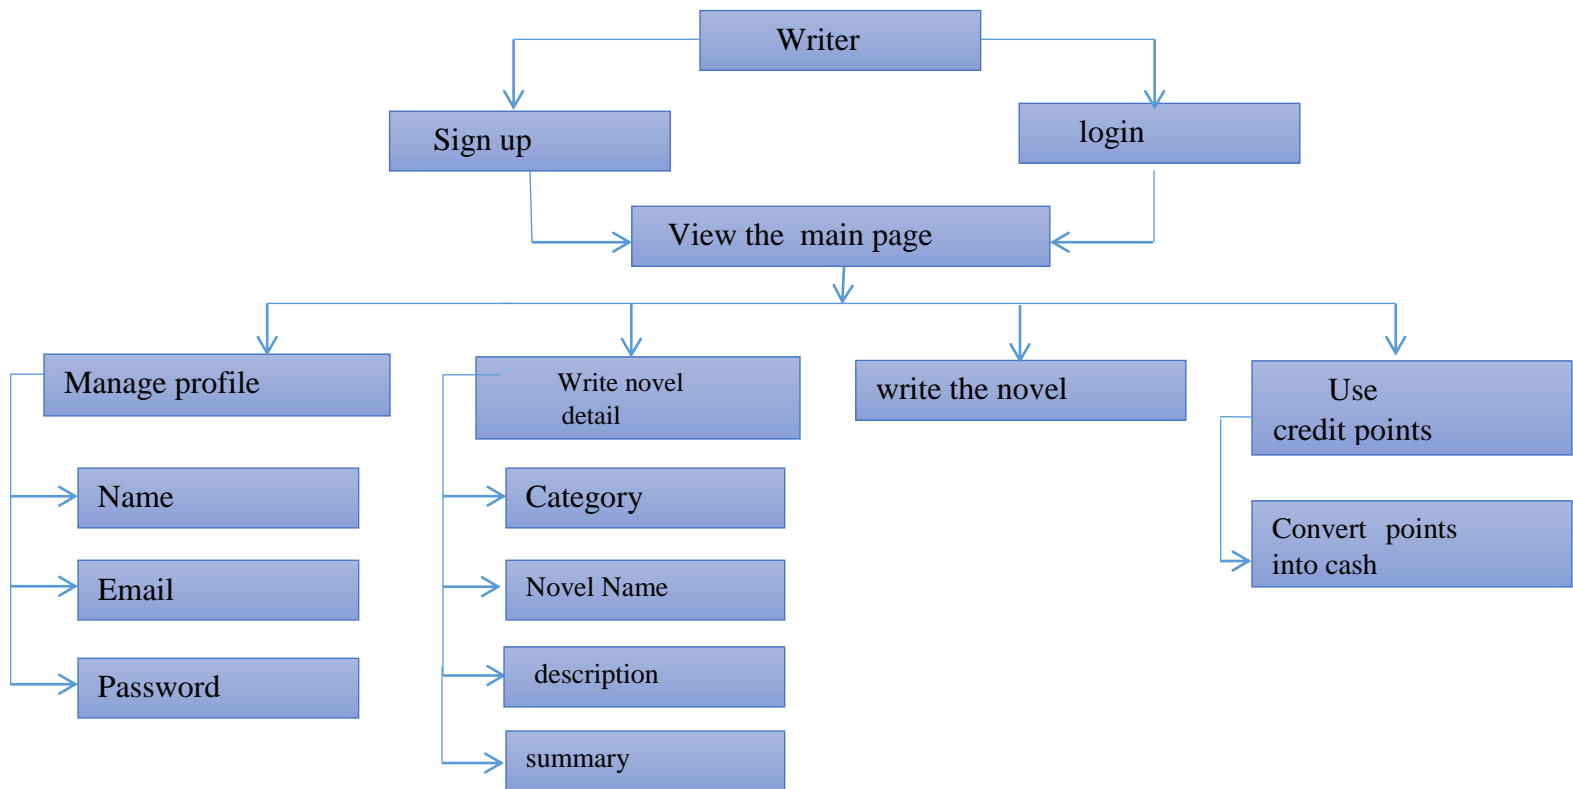 Writer
Sign up
login
View the main page
Manage profile
Write novel
detail
write the novel
Use
credit points
Name
Email
Password
Category
Novel Name
description
summary
Convert points
into cash